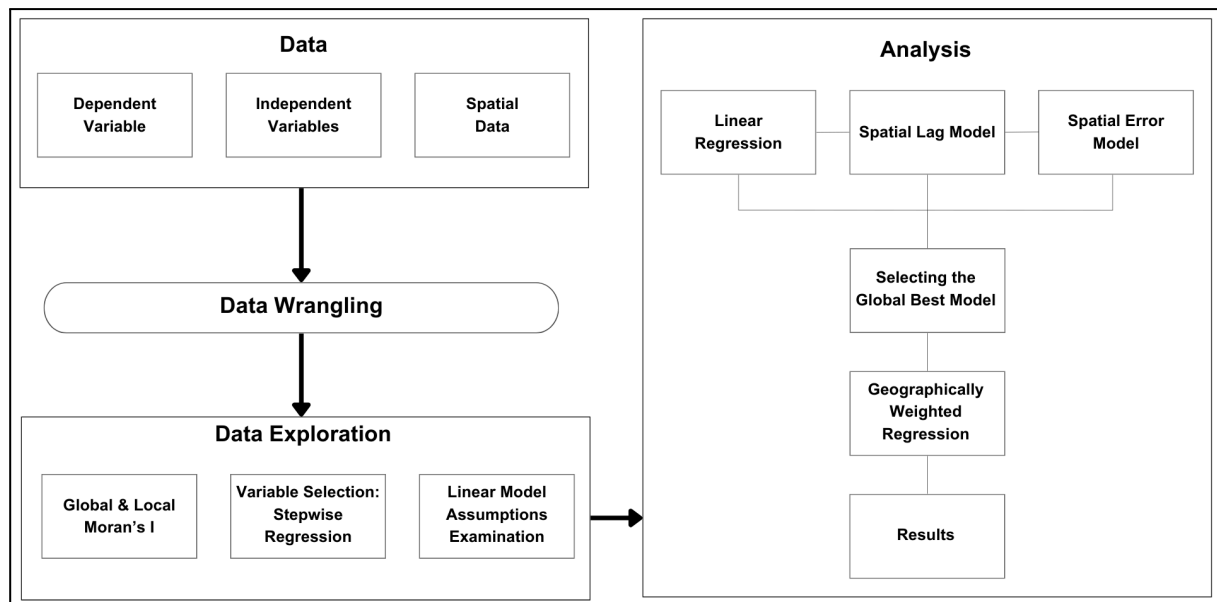 Data
Dependent
Variable
Independent
Variables
Spatial
Data
Data Wrangling
Data Exploration
Global & Local
Moran's I
Variable Selection:
Stepwise
Regression
Linear Model
Assumptions
Examination
Analysis
Linear
Regression
Spatial Lag Model
Spatial Error
Model
Selecting the
Global Best Model
Geographically
Weighted
Regression
Results